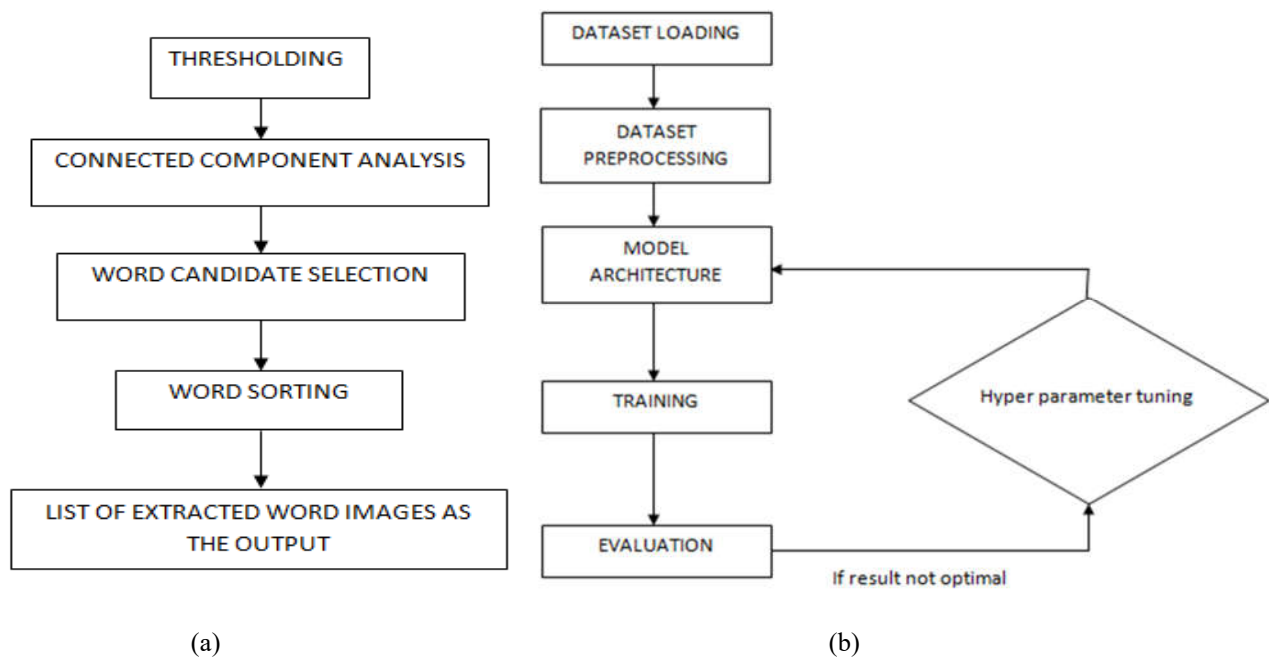 THRESHOLDING
CONNECTED COMPONENT ANALYSIS
WORD CANDIDATE SELECTION
WORD SORTING
LIST OF EXTRACTED WORD IMAGES AS
THE OUTPUT
(a)
DATASET LOADING
DATASET
PREPROCESSING
MODEL
ARCHITECTURE
TRAINING
EVALUATION
Hyper parameter tuning
If result not optimal
(b)